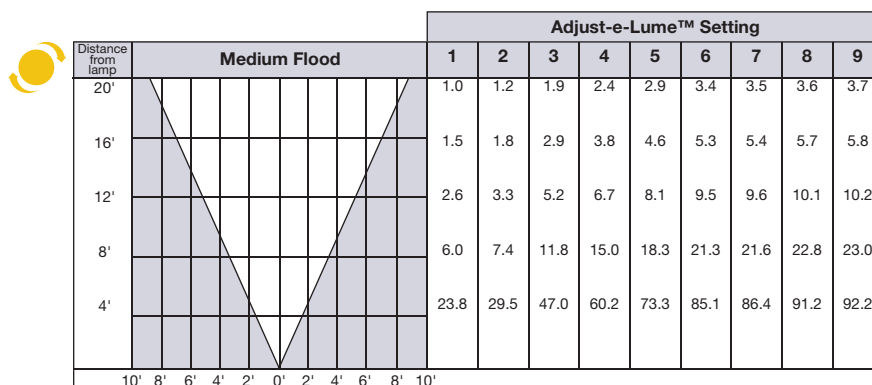 Adjust-e-Lume™ Setting
Distance from lamp Medium Flood 1 2 3 4 5 6 7 8 9
20' 1.0 1.2 1.9 2.4 2.9 3.4 3.5 3.6 3.7
16' 1.5 1.8 2.9 3.8 4.6 5.3 5.4 5.7 5.8
12' 2.6 3.3 5.2 6.7 8.1 9.5 9.6 10.1 10.2
8' 6.0 7.4 11.8 15.0 18.3 21.3 21.6 22.8 23.0
4' 23.8 29.5 47.0 60.2 73.3 85.1 86.4 91.2 92.2
10' 8' 6' 4' 2' 0' 2' 4' 6' 8' 10'